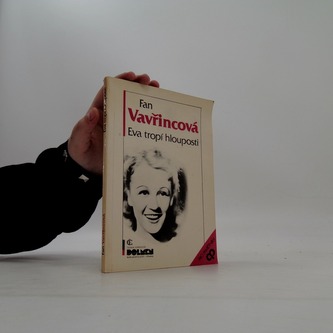 Fan
Vavřincová
Eva tropí hlouposti
DOLMEN